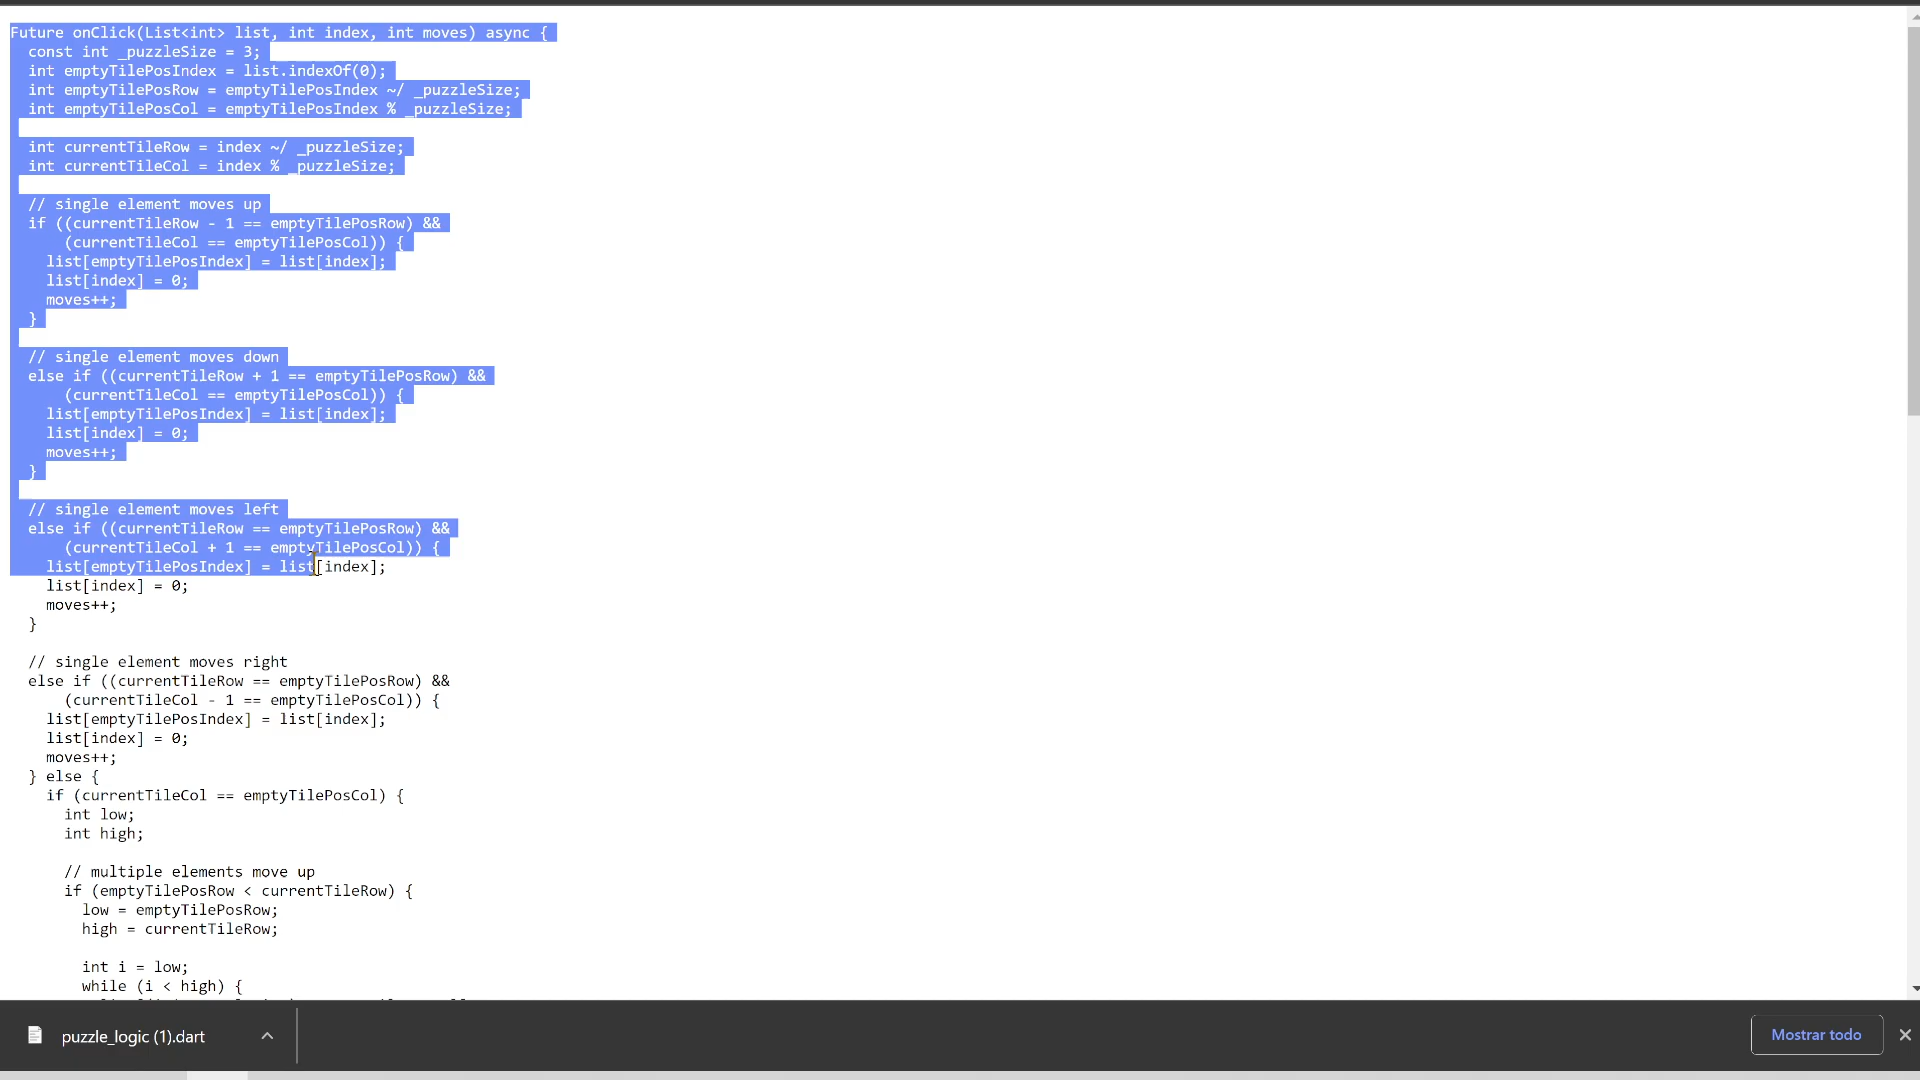 Future onClick(List<int> list, int index, int moves) async {
  const int _puzzleSize = 3;
  int emptyTilePosIndex = list.indexOf(0);
  int emptyTilePosRow = emptyTilePosIndex ~/ _puzzleSize;
  int emptyTilePosCol = emptyTilePosIndex % _puzzleSize;

  int currentTileRow = index ~/ _puzzleSize;
  int currentTileCol = index % _puzzleSize;

  // single element moves up
  if ((currentTileRow - 1 == emptyTilePosRow) &&
      (currentTileCol == emptyTilePosCol)) {
    list[emptyTilePosIndex] = list[index];
    list[index] = 0;
    moves++;
  }

  // single element moves down
  else if ((currentTileRow + 1 == emptyTilePosRow) &&
      (currentTileCol == emptyTilePosCol)) {
    list[emptyTilePosIndex] = list[index];
    list[index] = 0;
    moves++;
  }

  // single element moves left
  else if ((currentTileRow == emptyTilePosRow) &&
      (currentTileCol + 1 == emptyTilePosCol)) {
    list[emptyTilePosIndex] = list[index];
    list[index] = 0;
    moves++;
  }

  // single element moves right
  else if ((currentTileRow == emptyTilePosRow) &&
      (currentTileCol - 1 == emptyTilePosCol)) {
    list[emptyTilePosIndex] = list[index];
    list[index] = 0;
    moves++;
  } else {
    if (currentTileCol == emptyTilePosCol) {
      int low;
      int high;

      // multiple elements move up
      if (emptyTilePosRow < currentTileRow) {
        low = emptyTilePosRow;
        high = currentTileRow;

        int i = low;
        while (i < high) {
puzzle_logic (1).dart
Mostrar todo